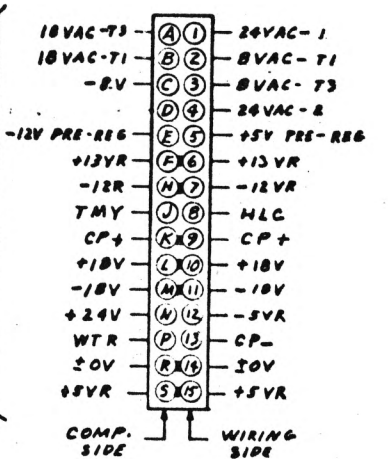 18VAC-T3 A 1 24VAC-1
18VAC-T1 B 2 8VAC-T1
-8V C 3 8VAC-T3
D 4 24VAC-2
-12V PRE-REG E 5 +5V PRE-REG
+13VR F 6 +13VR
-12R H 7 -12VR
TMY J 8 HLC
CP+ K 9 CP+
+18V L 10 +18V
-18V M 11 -18V
+24V N 12 -5VR
WTR P 13 CP-
±0V R 14 ±0V
+5VR S 15 +5VR
COMP. SIDE WIRING SIDE